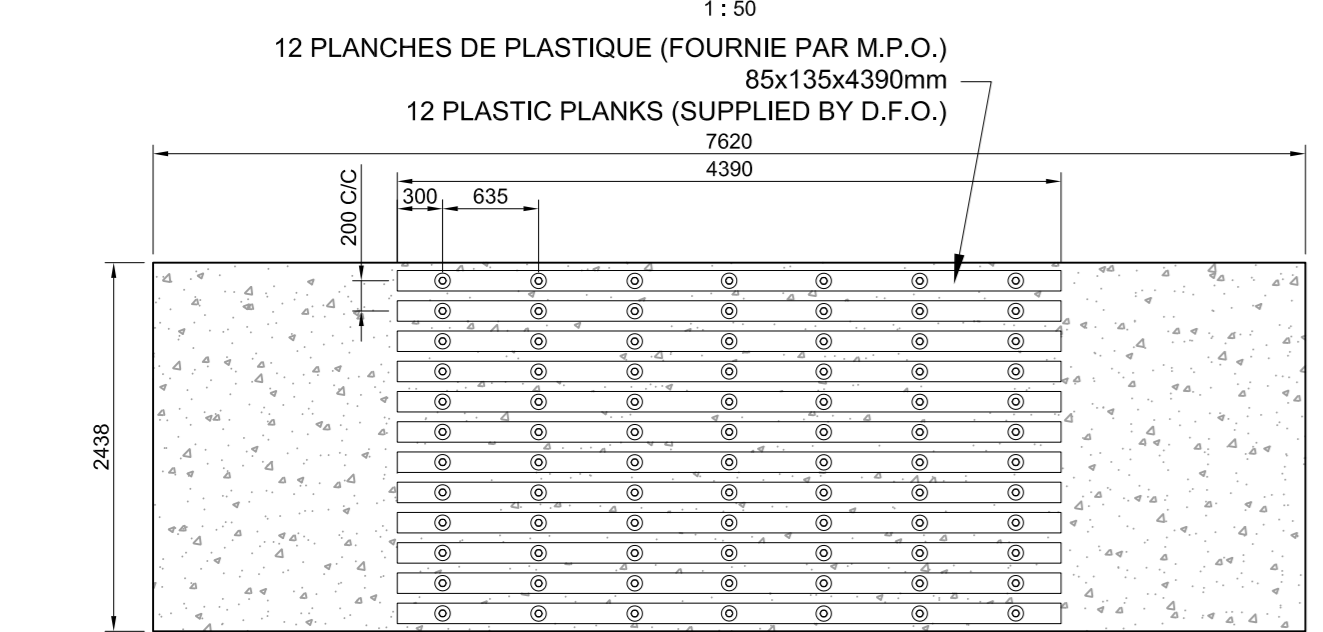 1 : 50
12 PLANCHES DE PLASTIQUE (FOURNIE PAR M.P.O.)
85x135x4390mm
12 PLASTIC PLANKS (SUPPLIED BY D.F.O.)
7620
4390
300
635
200 C/C
2438